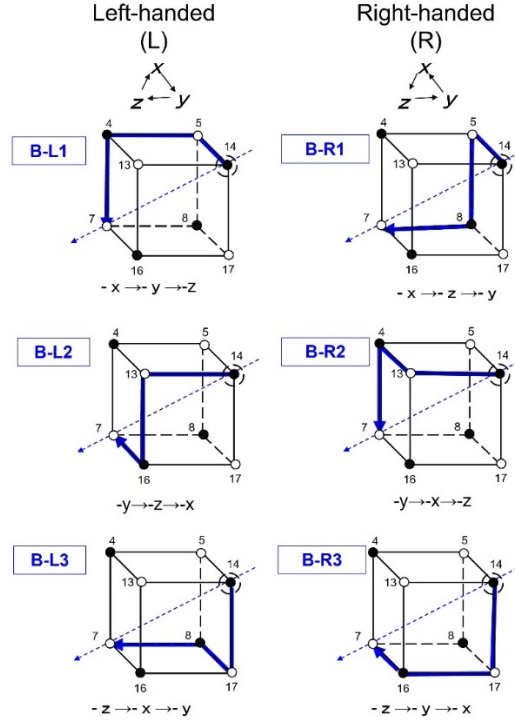 Left-handed
(L)
Right-handed
(R)
x
z y
x
z y
B-L1
4 5 14
13
7 8
16 17
- x →- y →-z
B-R1
4 5 14
13
7 8
16 17
- x →- z →- y
B-L2
4 5 14
13
7 8
16 17
-y→-z→-x
B-R2
4 5 14
13
7 8
16 17
-y→-x→-z
B-L3
4 5 14
13
7 8
16 17
- z →- x →- y
B-R3
4 5 14
13
7 8
16 17
- z →- y →- x